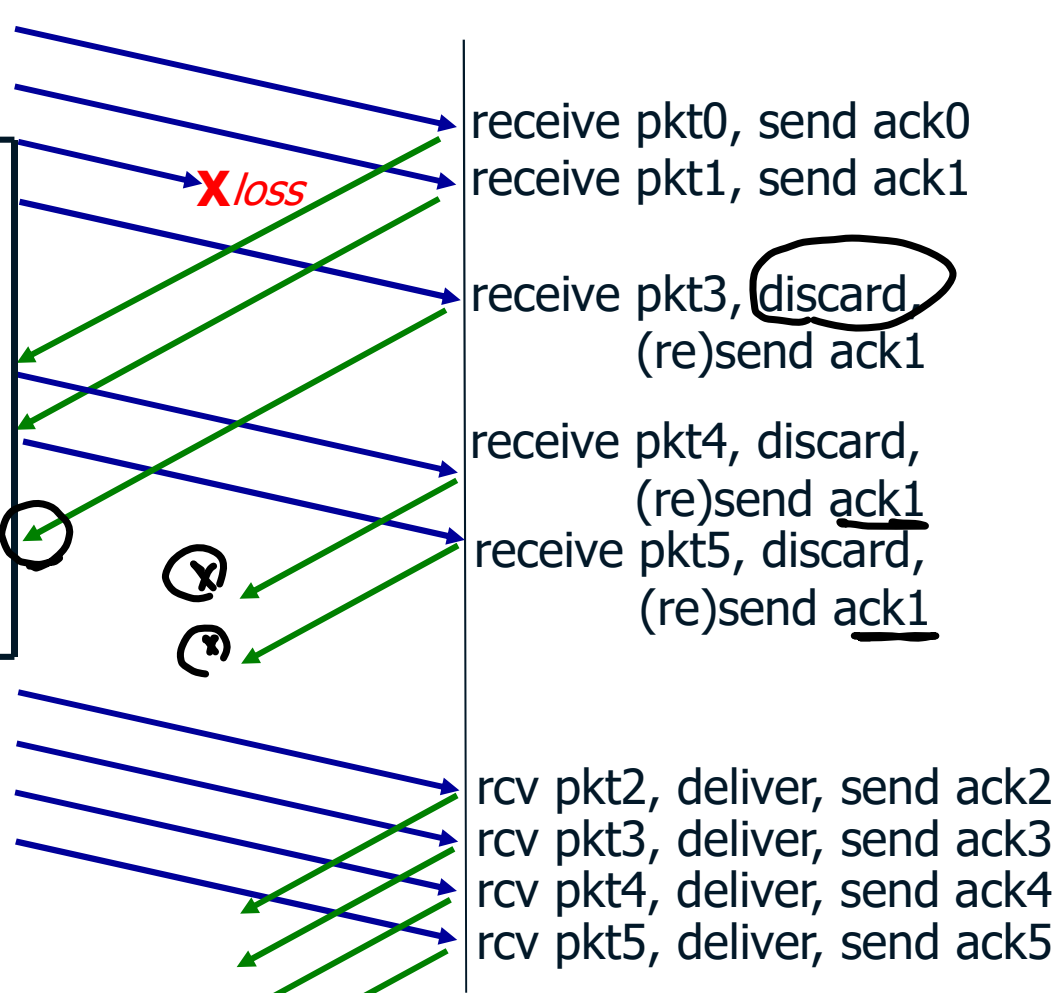 receive pkt0, send ack0
receive pkt1, send ack1
X loss
receive pkt3, discard,
(re)send ack1
receive pkt4, discard,
(re)send ack1
receive pkt5, discard,
(re)send ack1
x
x
rcv pkt2, deliver, send ack2
rcv pkt3, deliver, send ack3
rcv pkt4, deliver, send ack4
rcv pkt5, deliver, send ack5